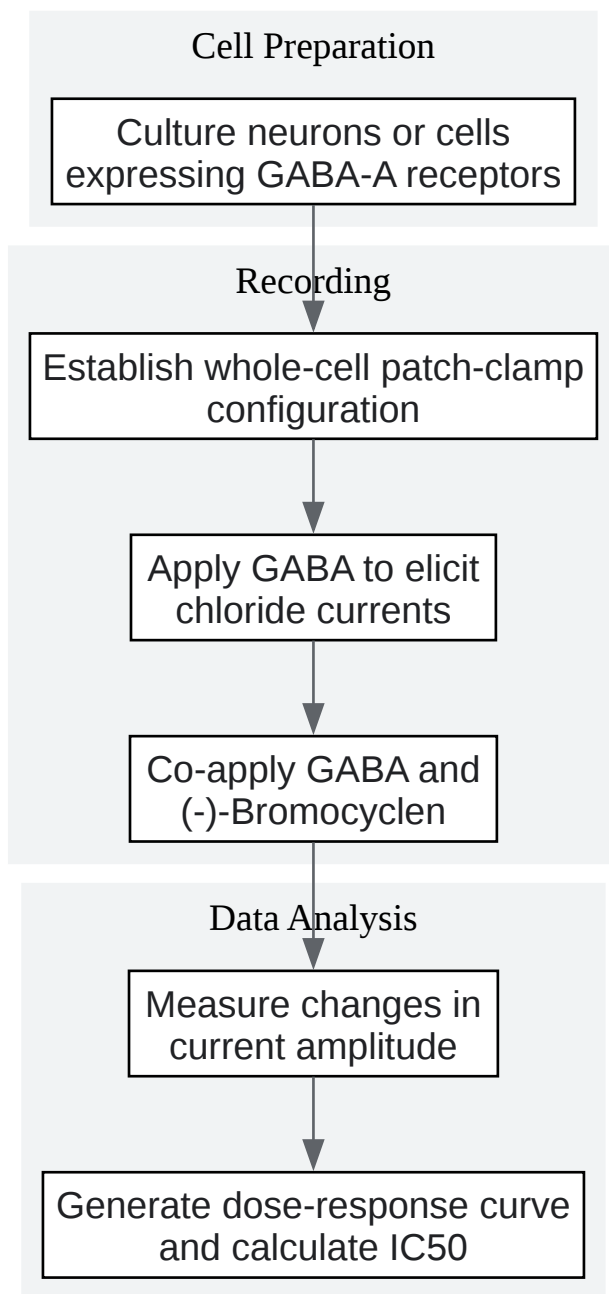 Cell Preparation
Culture neurons or cells
expressing GABA-A receptors
Recording
Establish whole-cell patch-clamp
configuration
Apply GABA to elicit
chloride currents
Co-apply GABA and
(-)-Bromocyclen
Data Analysis
Measure changes in
current amplitude
Generate dose-response curve
and calculate IC50